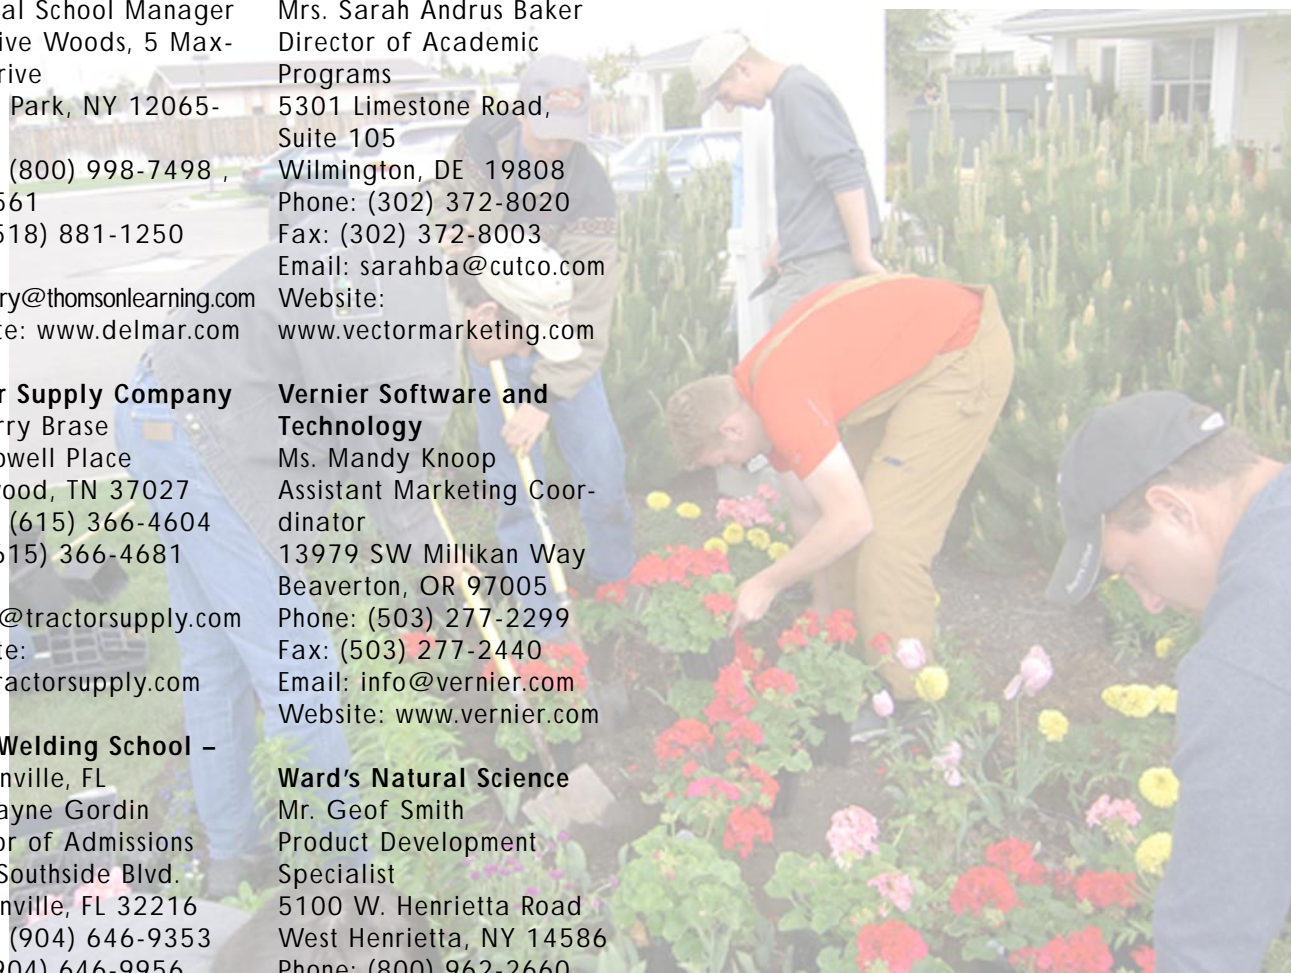 al School Manager
ive Woods, 5 Max-
rive
Park, NY 12065-
(800) 998-7498 ,
561
518) 881-1250
ry@thomsonlearning.com
te: www.delmar.com
r Supply Company
rry Brase
owell Place
ood, TN 37027
(615) 366-4604
615) 366-4681
@tractorsupply.com
te:
ractorsupply.com
Welding School –
nville, FL
ayne Gordin
or of Admissions
Southside Blvd.
nville, FL 32216
(904) 646-9353
904) 646-9956
Mrs. Sarah Andrus Baker
Director of Academic
Programs
5301 Limestone Road,
Suite 105
Wilmington, DE 19808
Phone: (302) 372-8020
Fax: (302) 372-8003
Email: sarahba@cutco.com
Website:
www.vectormarketing.com
Vernier Software and
Technology
Ms. Mandy Knoop
Assistant Marketing Coor-
dinator
13979 SW Millikan Way
Beaverton, OR 97005
Phone: (503) 277-2299
Fax: (503) 277-2440
Email: info@vernier.com
Website: www.vernier.com
Ward's Natural Science
Mr. Geof Smith
Product Development
Specialist
5100 W. Henrietta Road
West Henrietta, NY 14586
Phone: (800) 962-2660